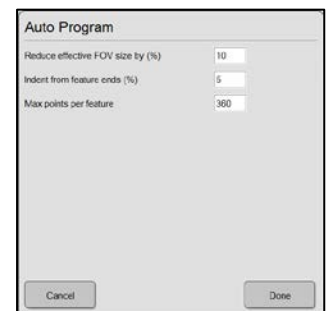 Auto Program
Reduce effective FOV size by (%) 10
Indent from feature ends (%) 5
Max points per feature 360
Cancel Done